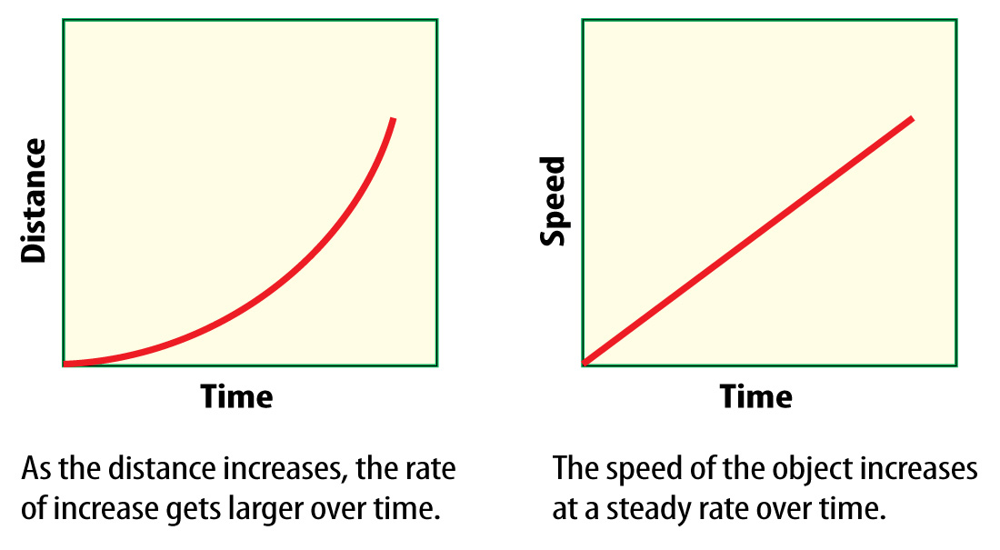 Distance
Time
As the distance increases, the rate
of increase gets larger over time.
Speed
Time
The speed of the object increases
at a steady rate over time.